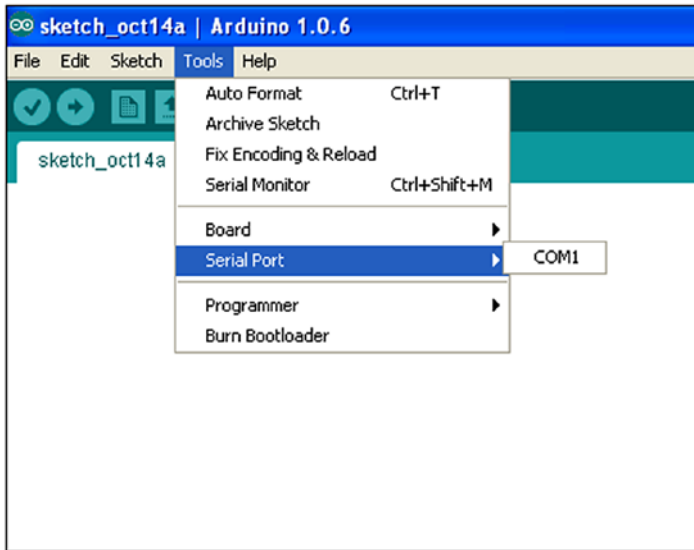 sketch_oct14a | Arduino 1.0.6
File Edit Sketch Tools Help
Auto Format Ctrl+T
Archive Sketch
sketch_oct14a
Fix Encoding & Reload
Serial Monitor Ctrl+Shift+M
Board
Serial Port
COM1
Programmer
Burn Bootloader